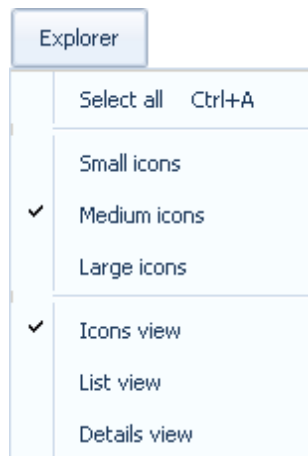 Explorer
Select all Ctrl+A
Small icons
Medium icons
Large icons
Icons view
List view
Details view